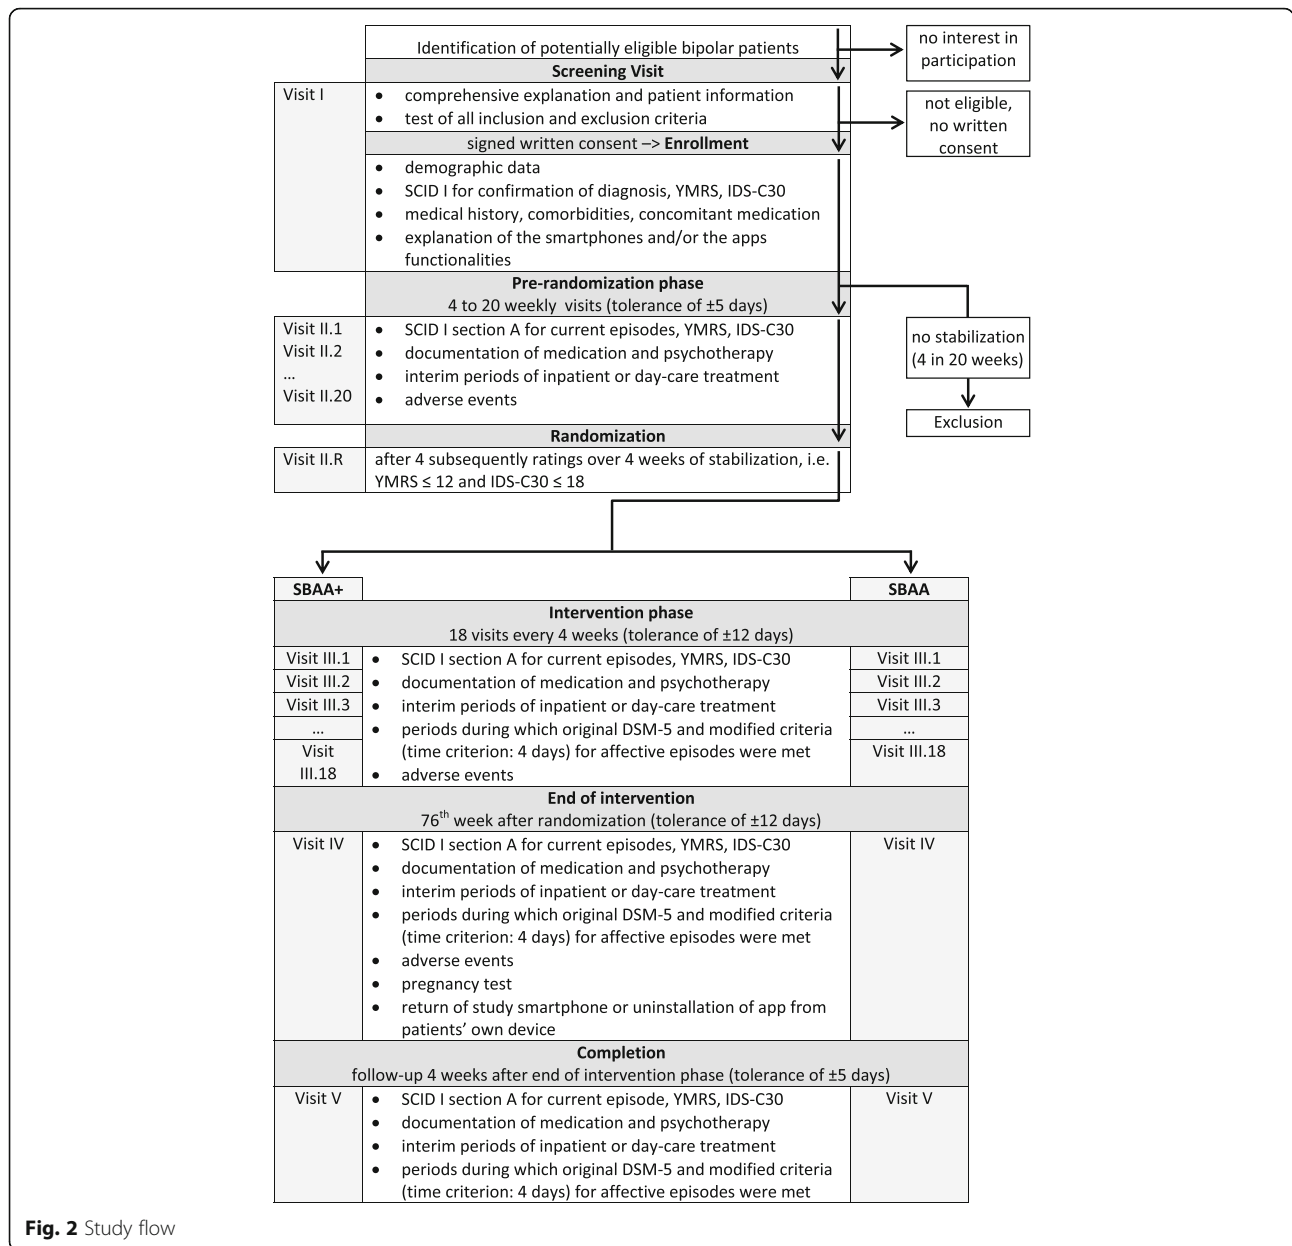 Identification of potentially eligible bipolar patients
no interest in
participation
Screening Visit
Visit I
• comprehensive explanation and patient information
• test of all inclusion and exclusion criteria
not eligible,
no written
consent
signed written consent –> Enrollment
• demographic data
• SCID I for confirmation of diagnosis, YMRS, IDS-C30
• medical history, comorbidities, concomitant medication
• explanation of the smartphones and/or the apps
functionalities
Pre-randomization phase
4 to 20 weekly visits (tolerance of ±5 days)
Visit II.1
Visit II.2
...
Visit II.20
• SCID I section A for current episodes, YMRS, IDS-C30
• documentation of medication and psychotherapy
• interim periods of inpatient or day-care treatment
• adverse events
no stabilization
(4 in 20 weeks)
Exclusion
Randomization
Visit II.R
after 4 subsequently ratings over 4 weeks of stabilization, i.e.
YMRS ≤ 12 and IDS-C30 ≤ 18
SBAA+
SBAA
Intervention phase
18 visits every 4 weeks (tolerance of ±12 days)
Visit III.1
Visit III.2
Visit III.3
...
Visit
III.18
• SCID I section A for current episodes, YMRS, IDS-C30
• documentation of medication and psychotherapy
• interim periods of inpatient or day-care treatment
• periods during which original DSM-5 and modified criteria
(time criterion: 4 days) for affective episodes were met
• adverse events
Visit III.1
Visit III.2
Visit III.3
...
Visit III.18
End of intervention
76th week after randomization (tolerance of ±12 days)
Visit IV
• SCID I section A for current episodes, YMRS, IDS-C30
• documentation of medication and psychotherapy
• interim periods of inpatient or day-care treatment
• periods during which original DSM-5 and modified criteria
(time criterion: 4 days) for affective episodes were met
• adverse events
• pregnancy test
• return of study smartphone or uninstallation of app from
patients’ own device
Visit IV
Completion
follow-up 4 weeks after end of intervention phase (tolerance of ±5 days)
Visit V
• SCID I section A for current episode, YMRS, IDS-C30
• documentation of medication and psychotherapy
• interim periods of inpatient or day-care treatment
• periods during which original DSM-5 and modified criteria
(time criterion: 4 days) for affective episodes were met
Visit V
Fig. 2 Study flow